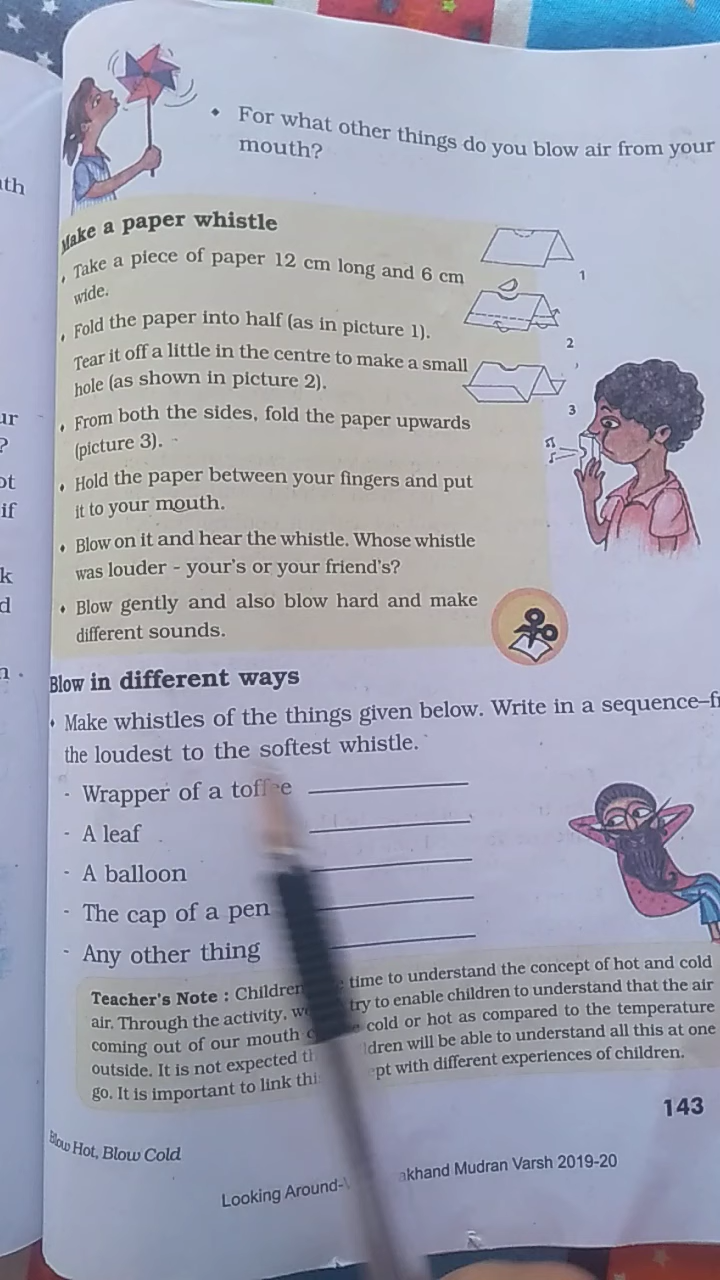 th
ur
?
ot
if
k
d
n .
• For what other things do you blow air from your
mouth?
Make a paper whistle
• Take a piece of paper 12 cm long and 6 cm
wide.
• Fold the paper into half (as in picture 1).
Tear it off a little in the centre to make a small
hole (as shown in picture 2).
• From both the sides, fold the paper upwards
(picture 3).
• Hold the paper between your fingers and put
it to your mouth.
• Blow on it and hear the whistle. Whose whistle
was louder - your's or your friend's?
• Blow gently and also blow hard and make
different sounds.
1
2
3
Blow in different ways
• Make whistles of the things given below. Write in a sequence–
the loudest to the softest whistle.
- Wrapper of a toffee
- A leaf
- A balloon
- The cap of a pen
- Any other thing
Teacher's Note : Children time to understand the concept of hot and cold
air. Through the activity, try to enable children to understand that the air
coming out of our mouth cold or hot as compared to the temperature
outside. It is not expected dren will be able to understand all this at one
go. It is important to link pt with different experiences of children.
143
Blow Hot, Blow Cold
Looking Around- akhand Mudran Varsh 2019-20